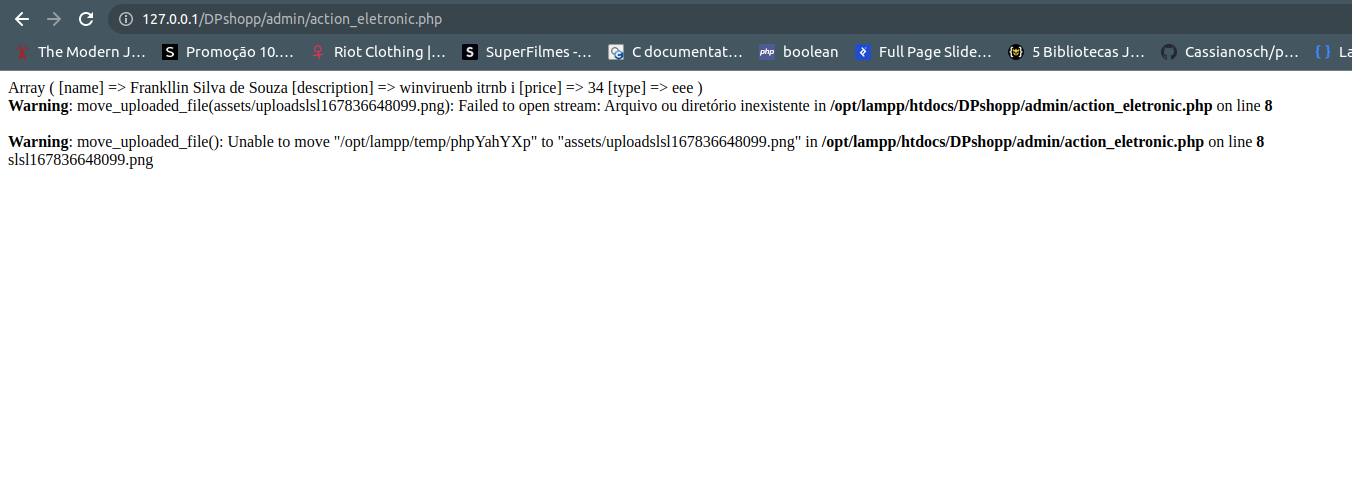 127.0.0.1/DPshopp/admin/action_eletronic.php
The Modern J… Promoção 10.… Riot Clothing |… SuperFilmes -… C documentat… php boolean Full Page Slide… 5 Bibliotecas J… Cassianosch/p… La
Array ( [name] => Frankllin Silva de Souza [description] => winviruenb itrnb i [price] => 34 [type] => eee )
Warning: move_uploaded_file(assets/uploadslsl167836648099.png): Failed to open stream: Arquivo ou diretório inexistente in /opt/lampp/htdocs/DPshopp/admin/action_eletronic.php on line 8
Warning: move_uploaded_file(): Unable to move "/opt/lampp/temp/phpYahYXp" to "assets/uploadslsl167836648099.png" in /opt/lampp/htdocs/DPshopp/admin/action_eletronic.php on line 8
slsl167836648099.png